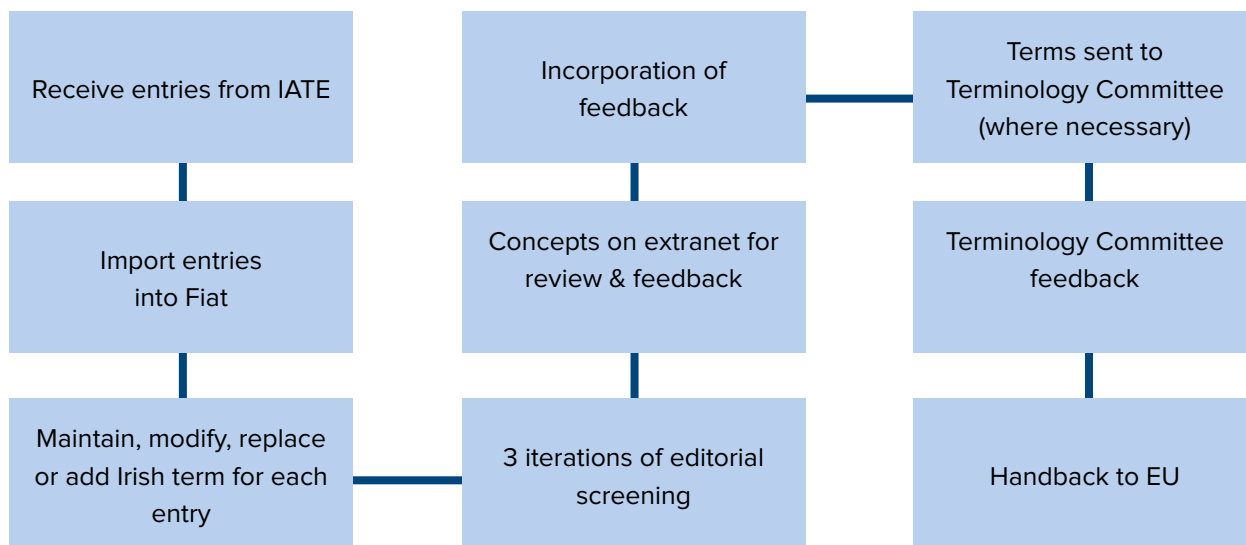 Receive entries from IATE
Import entries
into Fiat
Maintain, modify, replace
or add Irish term for each
entry
3 iterations of editorial
screening
Concepts on extranet for
review & feedback
Incorporation of
feedback
Terms sent to
Terminology Committee
(where necessary)
Terminology Committee
feedback
Handback to EU